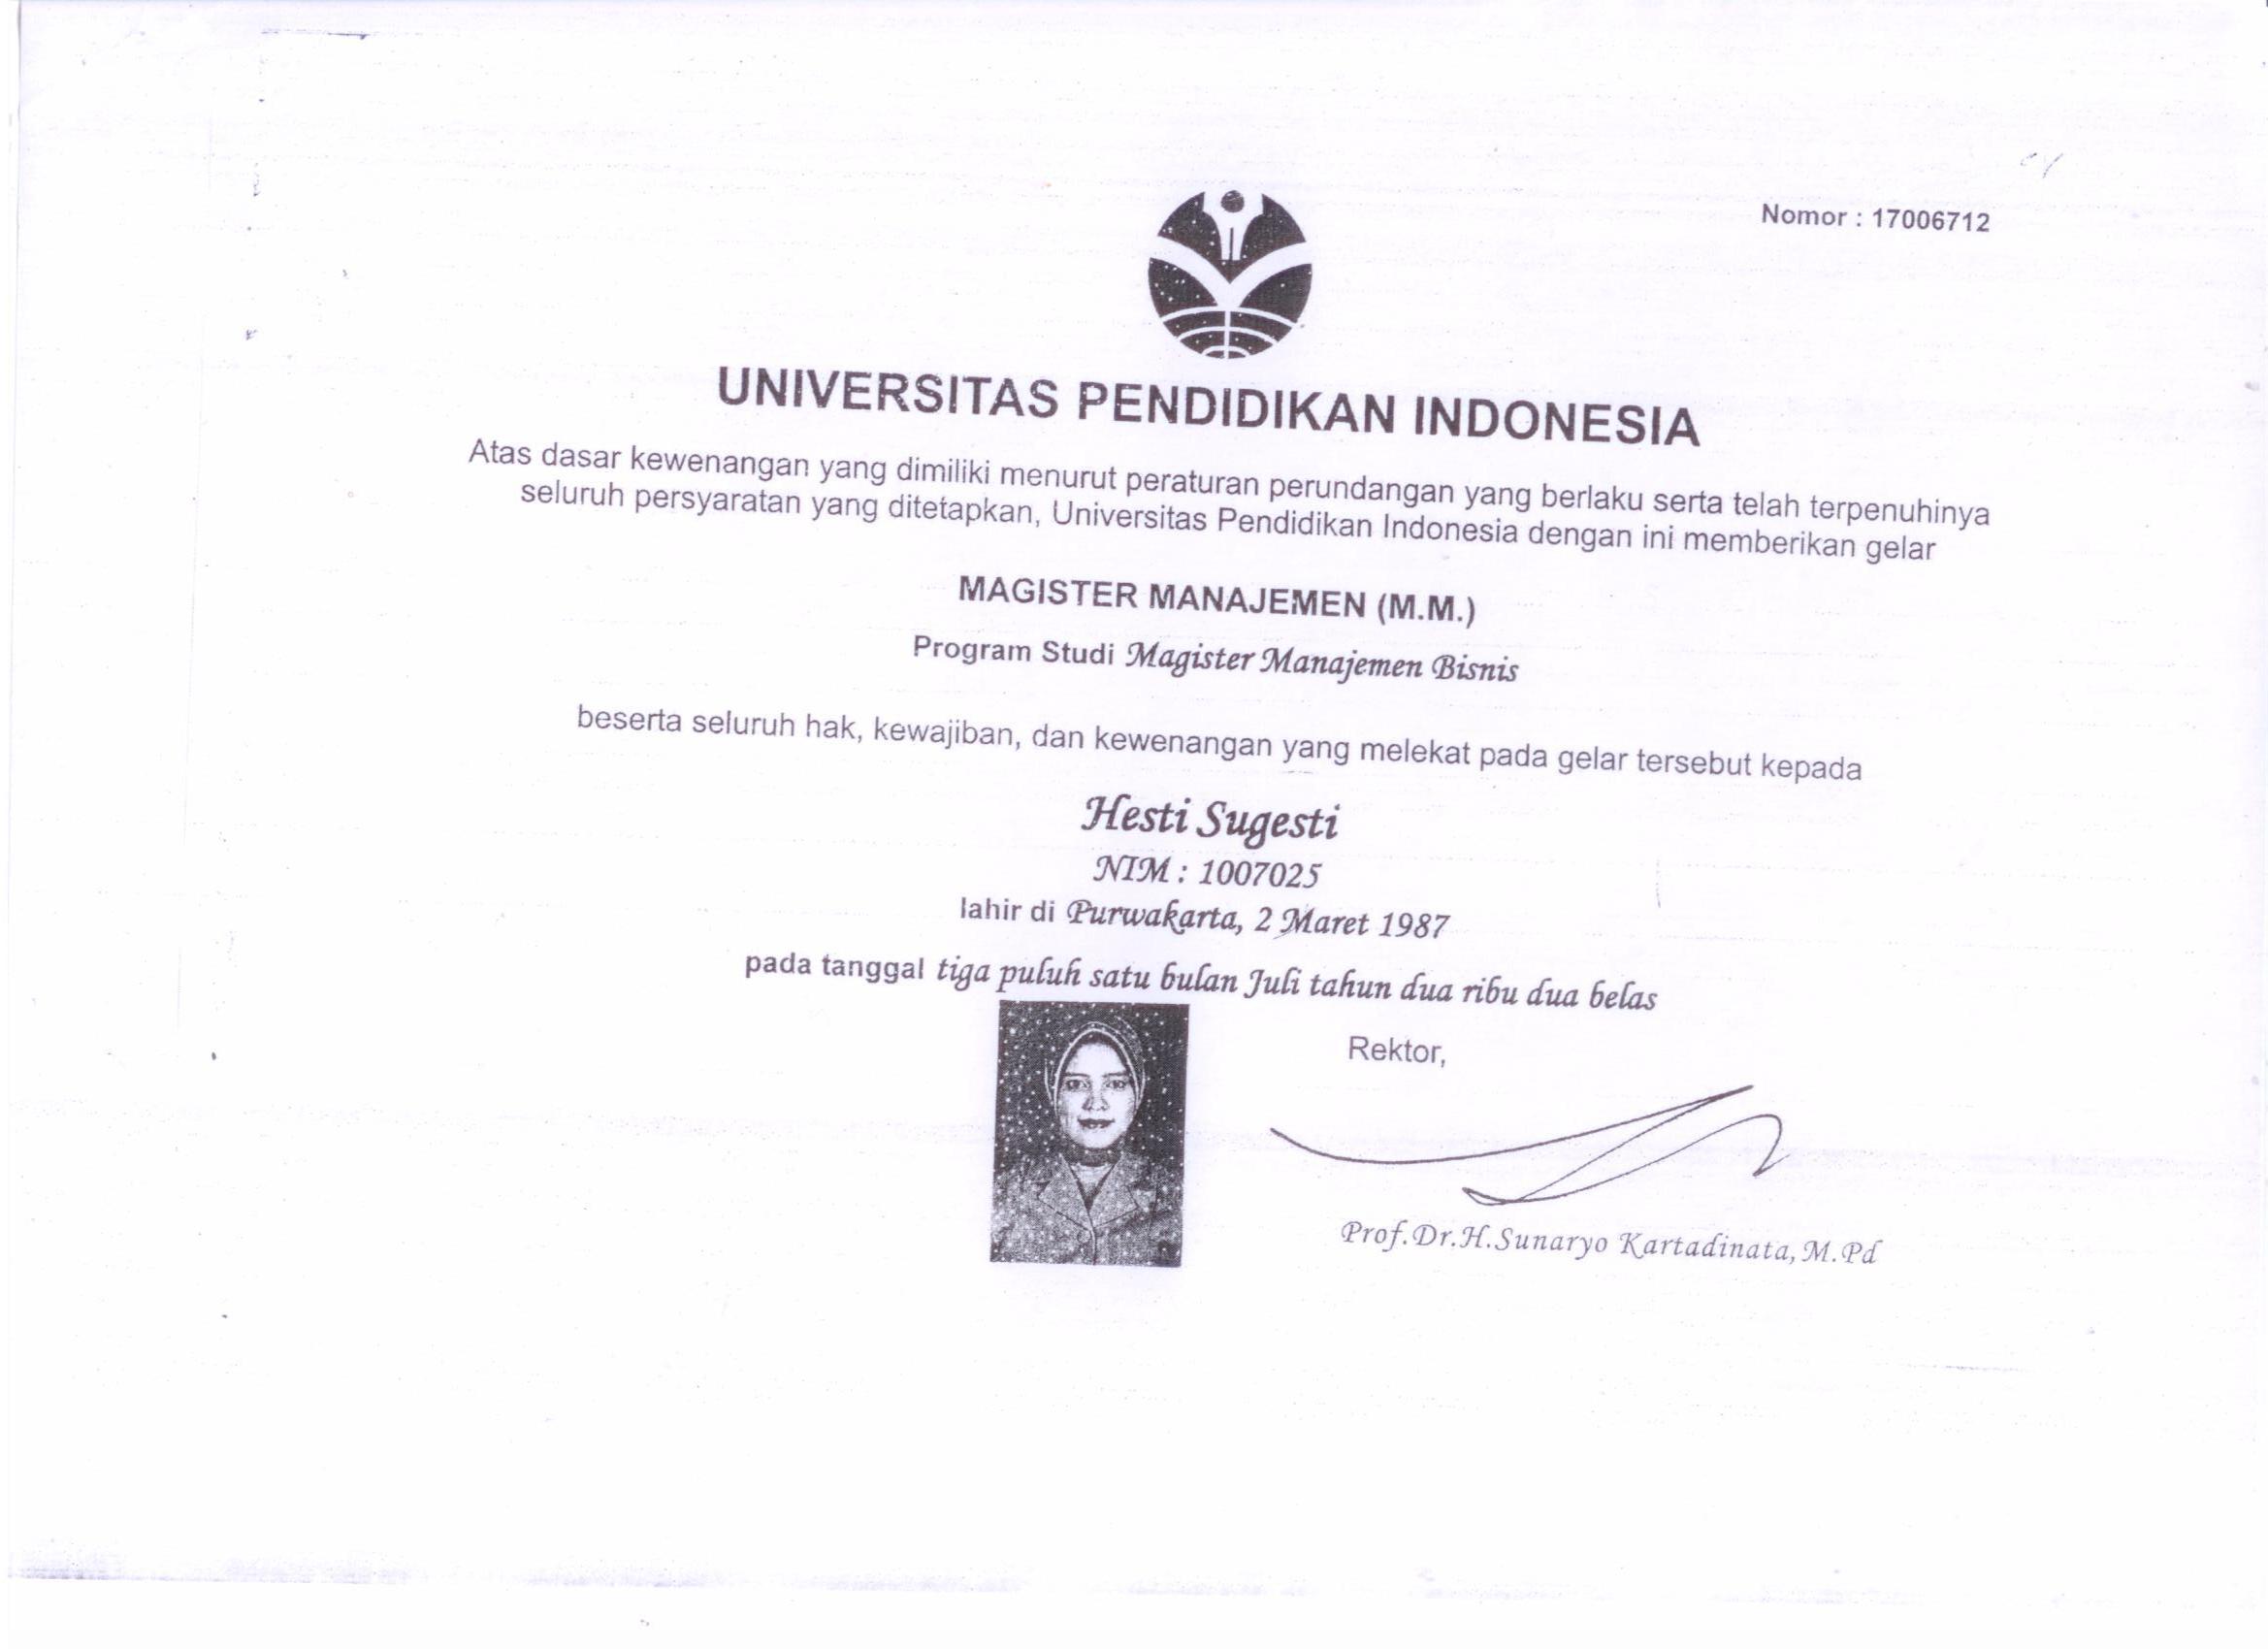 Nomor : 17006712
UNIVERSITAS PENDIDIKAN INDONESIA
Atas dasar kewenangan yang dimiliki menurut peraturan perundangan yang berlaku serta telah terpenuhinya
seluruh persyaratan yang ditetapkan, Universitas Pendidikan Indonesia dengan ini memberikan gelar
MAGISTER MANAJEMEN (M.M.)
Program Studi Magister Manajemen Bisnis
beserta seluruh hak, kewajiban, dan kewenangan yang melekat pada gelar tersebut kepada
Hesti Sugesti
NIM : 1007025
lahir di Purwakarta, 2 Maret 1987
pada tanggal tiga puluh satu bulan Juli tahun dua ribu dua belas
Rektor,
Prof.Dr.H.Sunaryo Kartadinata, M.Pd